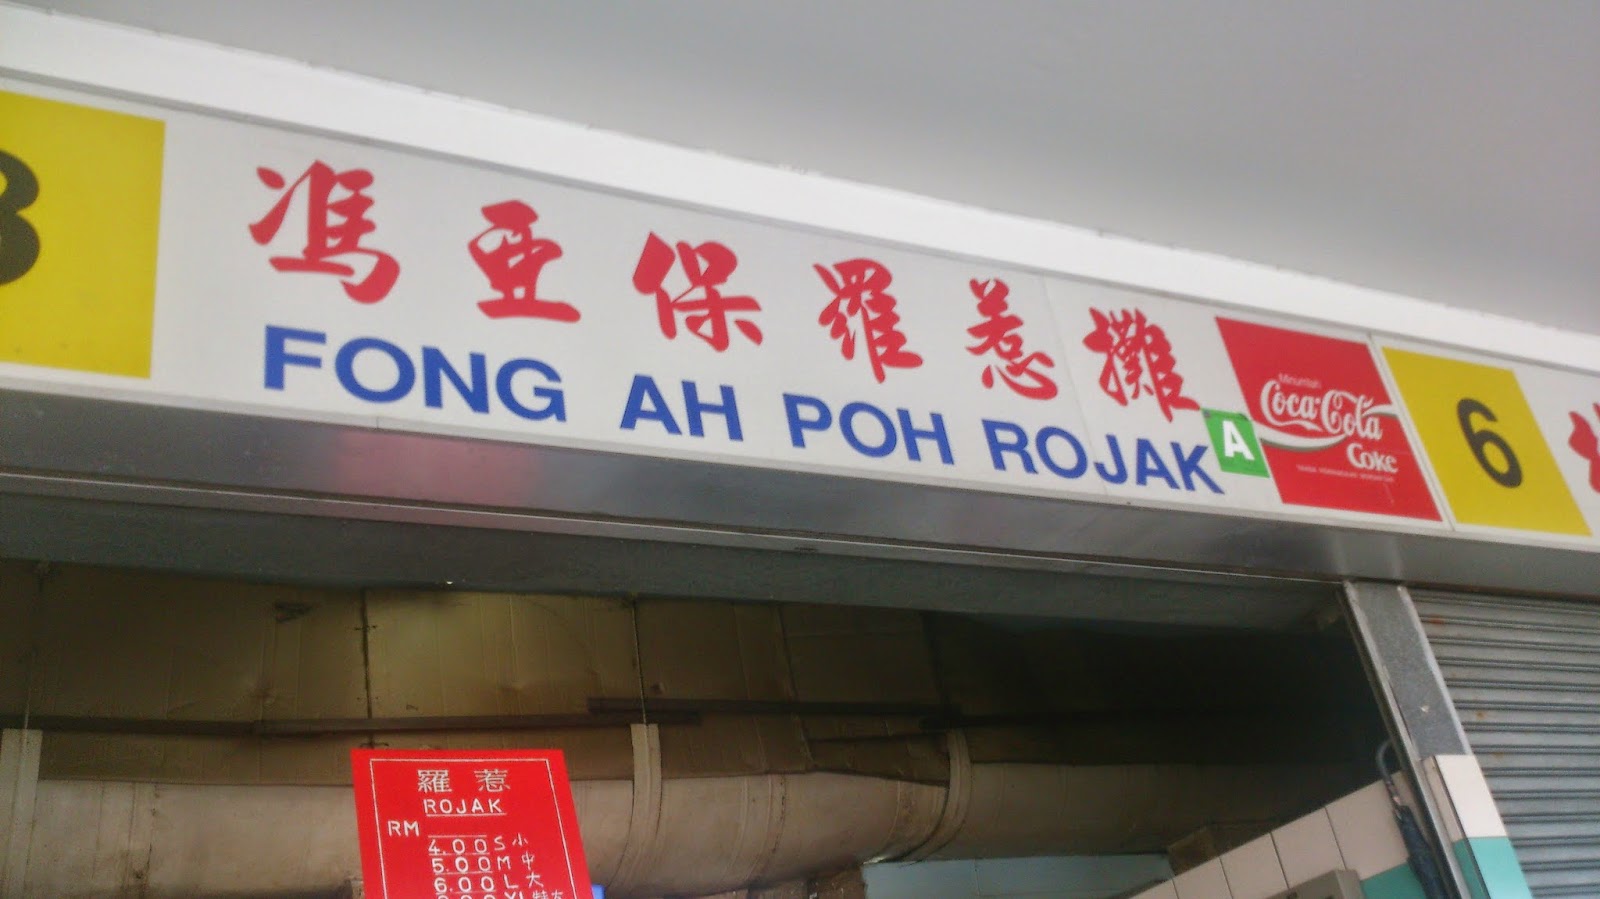 馮亞保羅惹攤
FONG AH POH ROJAK
A
Minumlah
Coca-Cola
Coke
6
羅惹
ROJAK
RM
4.00 S 小
5.00 M 中
6.00 L 大